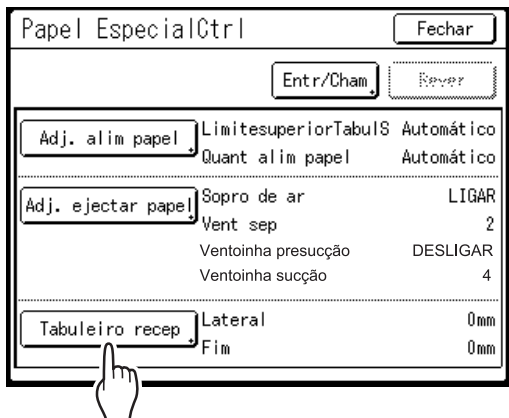 Papel EspecialCtrl Fechar
Entr/Cham. Rever
Adj. alim papel LimitesuperiorTabulS Automático
Quant alim papel Automático
Adj. ejectar papel Sopro de ar LIGAR
Vent sep 2
Ventoinha presucção DESLIGAR
Ventoinha sucção 4
Tabuleiro recep Lateral 0mm
Fim 0mm